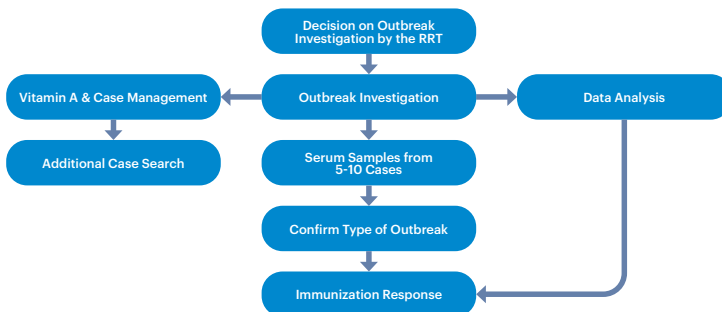 Decision on Outbreak
Investigation by the RRT
Vitamin A & Case Management
Outbreak Investigation
Data Analysis
Additional Case Search
Serum Samples from
5-10 Cases
Confirm Type of Outbreak
Immunization Response